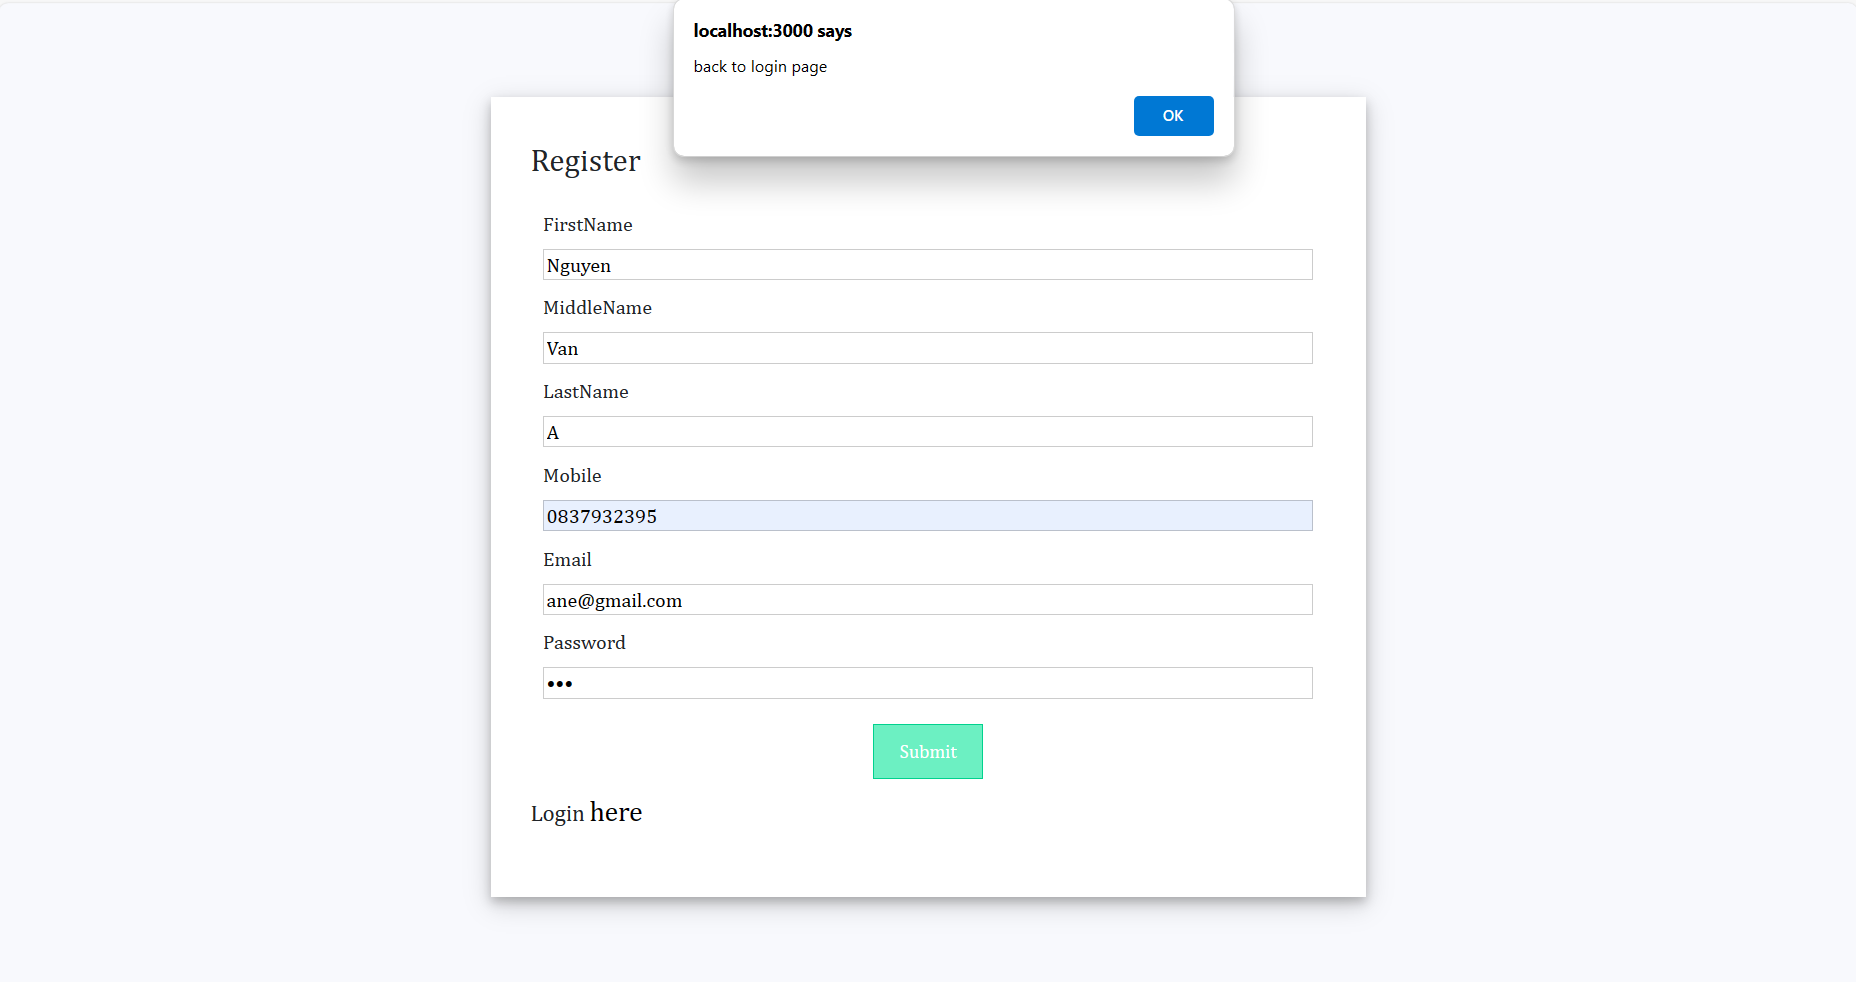 localhost:3000 says
back to login page
OK
Register
FirstName
Nguyen
MiddleName
Van
LastName
A
Mobile
0837932395
Email
ane@gmail.com
Password
•••
Submit
Login here